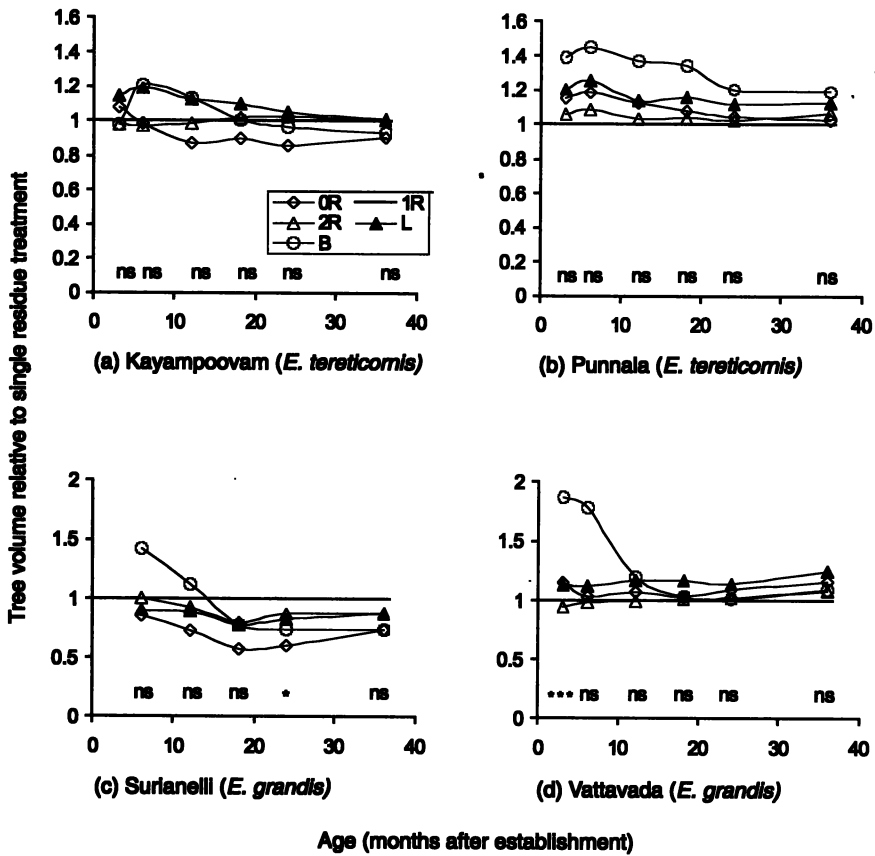 Tree volume relative to single residue treatment
1.6
1.4
1.2
1
0.8
0.6
0.4
0.2
0
0R 1R
2R L
B
ns ns ns ns ns ns
0 10 20 30 40
(a) Kayampoovam (E. tereticornis)
1.6
1.4
1.2
1
0.8
0.6
0.4
0.2
0
ns ns ns ns ns ns
0 10 20 30 40
(b) Punnala (E. tereticornis)
2
1.5
1
0.5
0
ns ns ns * ns
0 10 20 30 40
(c) Surianelli (E. grandis)
2
1.5
1
0.5
0
*** ns ns ns ns ns
0 10 20 30 40
(d) Vattavada (E. grandis)
Age (months after establishment)